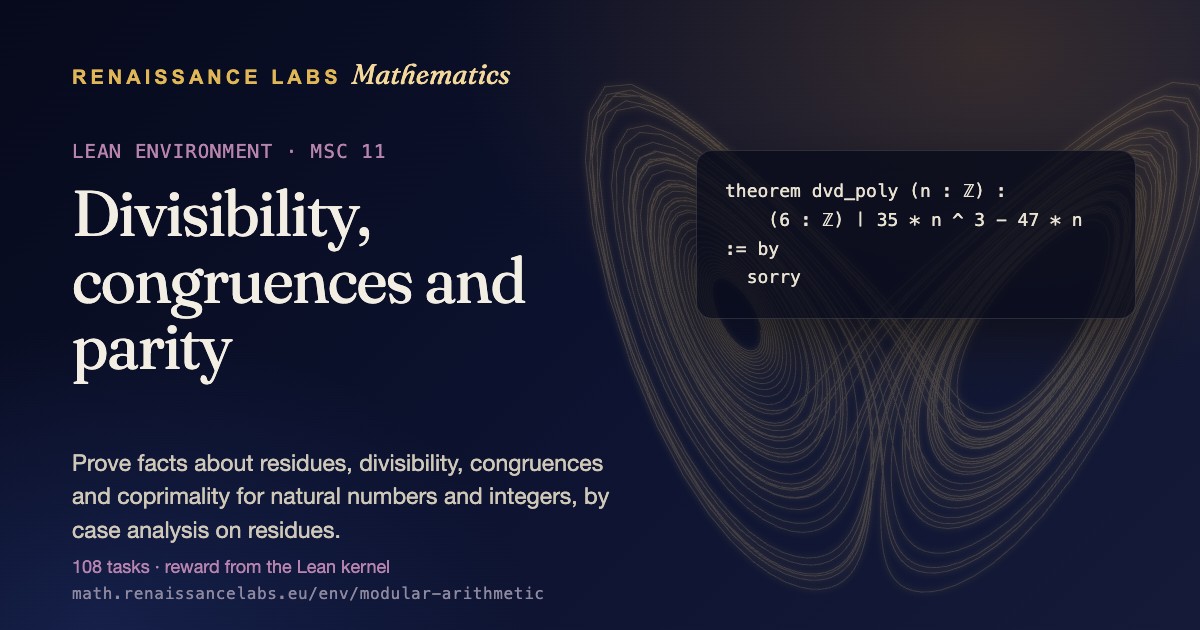 RENAISSANCE LABS Mathematics
LEAN ENVIRONMENT · MSC 11
Divisibility,
congruences and
parity
theorem dvd_poly (n : ℤ) :
(6 : ℤ) ∣ 35 * n ^ 3 - 47 * n
:= by
sorry
Prove facts about residues, divisibility, congruences
and coprimality for natural numbers and integers, by
case analysis on residues.
108 tasks · reward from the Lean kernel
math.renaissancelabs.eu/env/modular-arithmetic